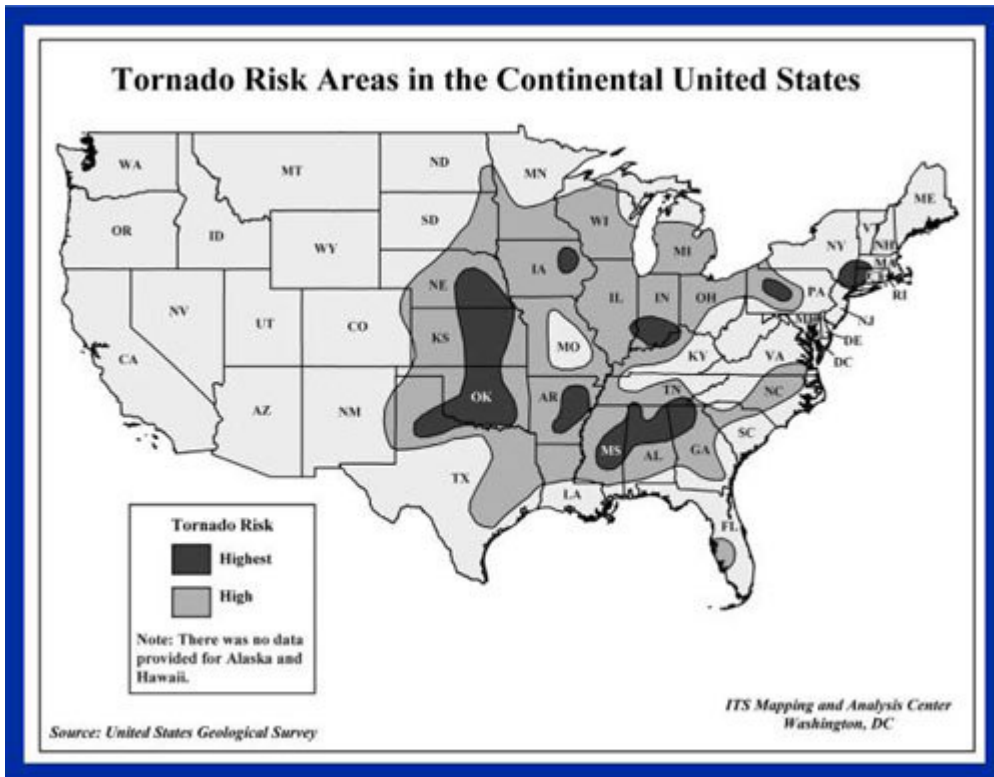 Tornado Risk Areas in the Continental United States
WA
MT
ND
MN
ME
OR
ID
SD
WI
VT
NH
NY
WY
MI
MA
IA
NE
RI
NV
IL
IN
OH
PA
UT
CO
KS
MO
NJ
CA
KY
VA
DE
DC
AZ
NM
OK
AR
TN
NC
SC
MS
AL
GA
TX
LA
FL
Tornado Risk
Highest
High
Note: There was no data
provided for Alaska and
Hawaii.
ITS Mapping and Analysis Center
Washington, DC
Source: United States Geological Survey